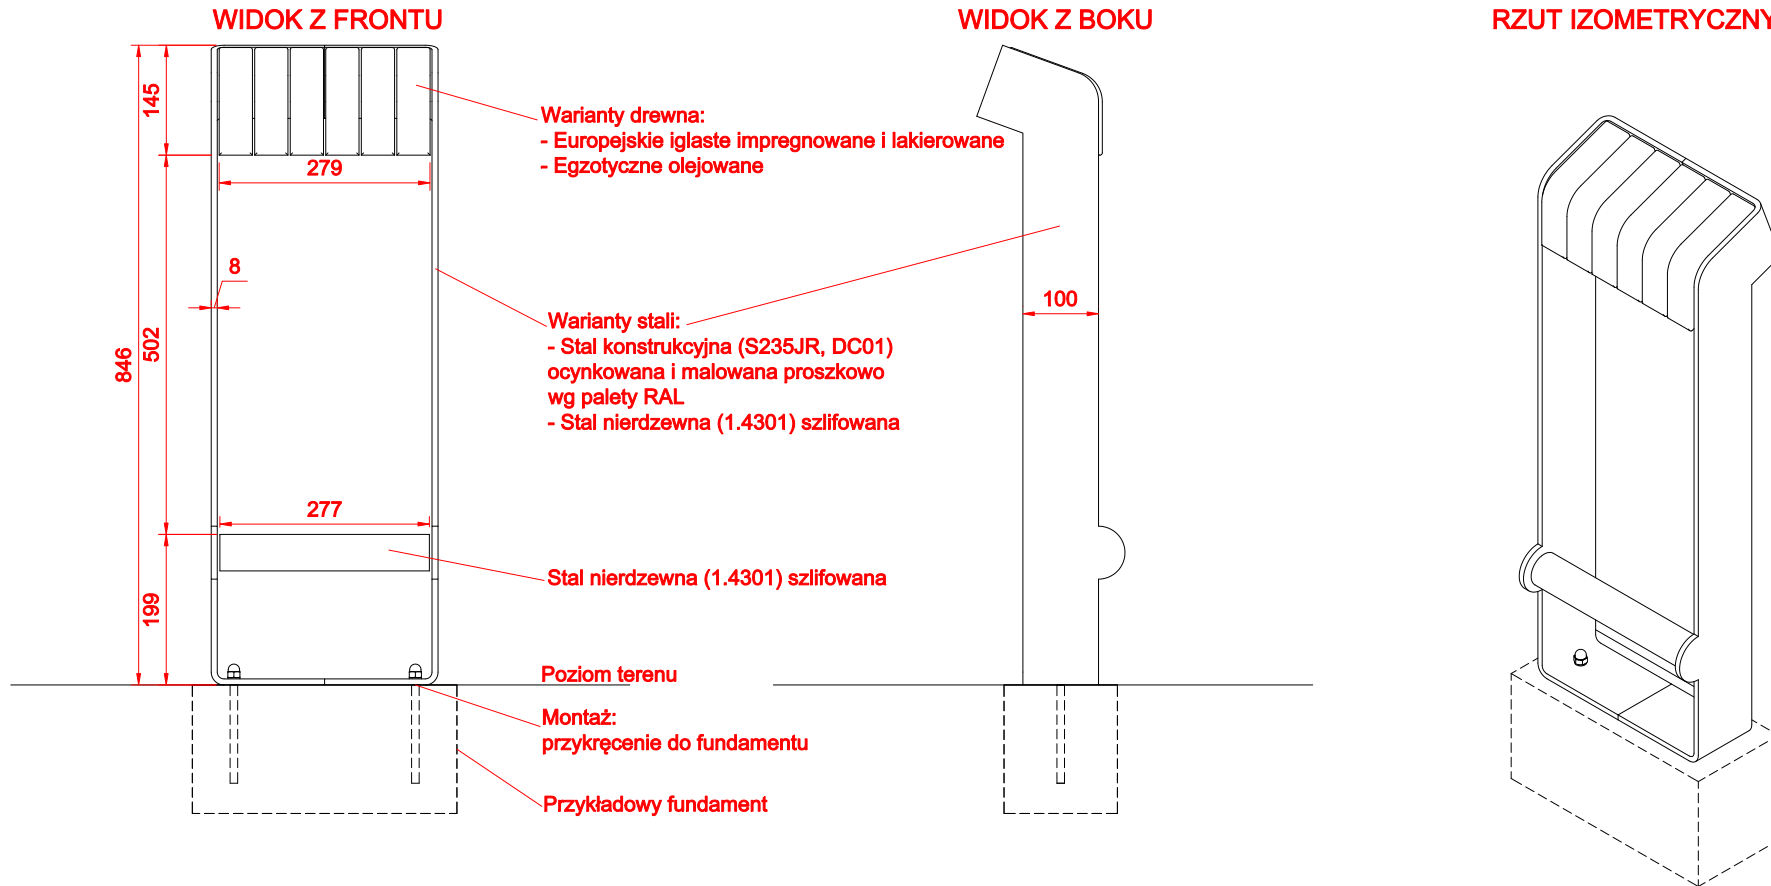 WIDOK Z FRONTU
WIDOK Z BOKU
RZUT IZOMETRYCZNY
145
279
Warianty drewna:
- Europejskie iglaste impregnowane i lakierowane
- Egzotyczne olejowane
8
502
846
100
Warianty stali:
- Stal konstrukcyjna (S235JR, DC01)
ocynkowana i malowana proszkowo
wg palety RAL
- Stal nierdzewna (1.4301) szlifowana
277
199
Stal nierdzewna (1.4301) szlifowana
Poziom terenu
Montaż:
przykręcenie do fundamentu
Przykładowy fundament